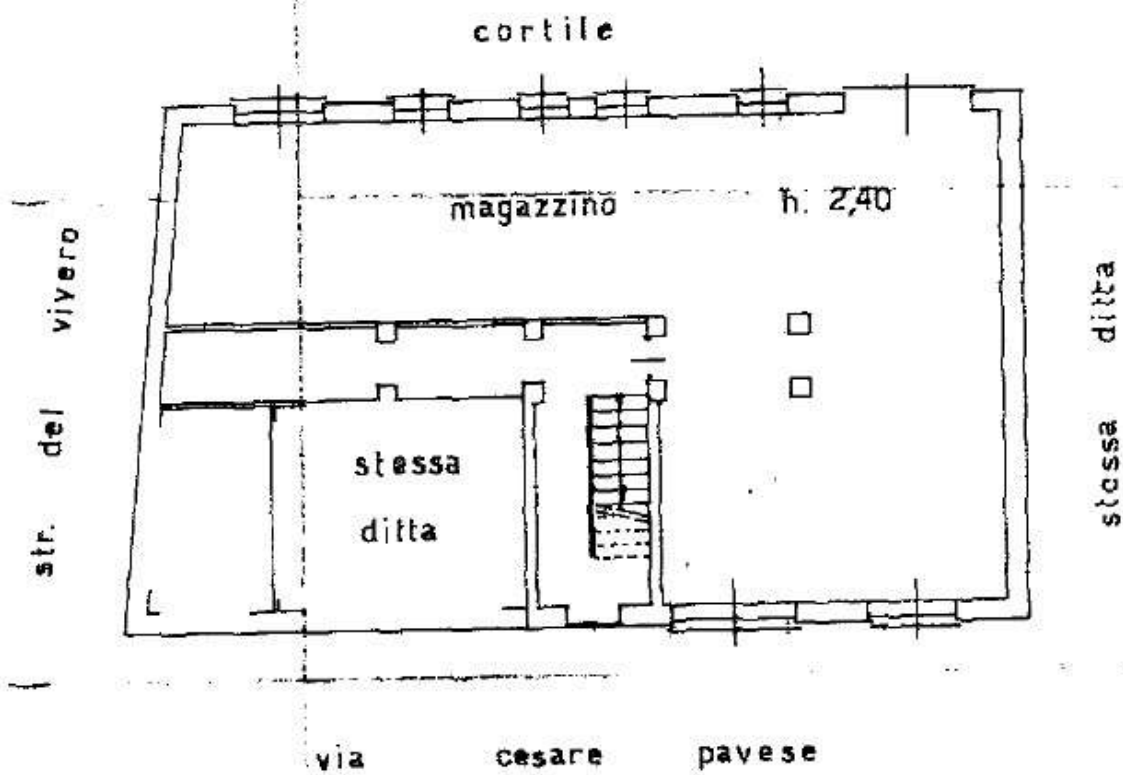 cortile
magazzino h. 2,40
str. del vivero
stessa ditta
stessa
ditta
via cesare pavese